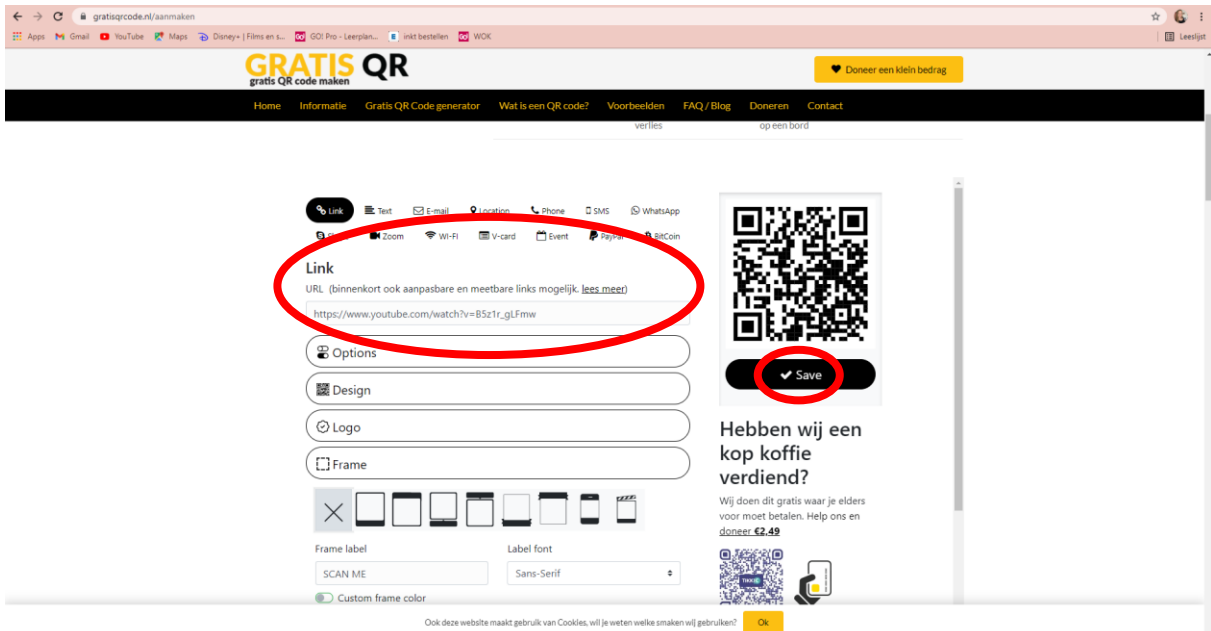 gratisqrcode.nl/aanmaken
Apps Gmail YouTube Maps Disney+ | Films en s... GO! Pro - Leerplan... inkt bestellen WOK Leeslijst
GRATIS QR
gratis QR code maken
Doneer een klein bedrag
Home Informatie Gratis QR Code generator Wat is een QR code? Voorbeelden FAQ / Blog Doneren Contact
verlies op een bord
Link Text E-mail Location Phone SMS WhatsApp
Zoom WI-FI V-card Event PayPal BitCoin
Link
URL (binnenkort ook aanpasbare en meetbare links mogelijk. lees meer)
https://www.youtube.com/watch?v=B5z1r_gLFmw
Options
Design
Logo
Frame
Frame label Label font
SCAN ME Sans-Serif
Custom frame color
Save
Hebben wij een
kop koffie
verdiend?
Wij doen dit gratis waar je elders
voor moet betalen. Help ons en
doneer €2,49
Ook deze website maakt gebruik van Cookies, wil je weten welke smaken wij gebruiken? Ok